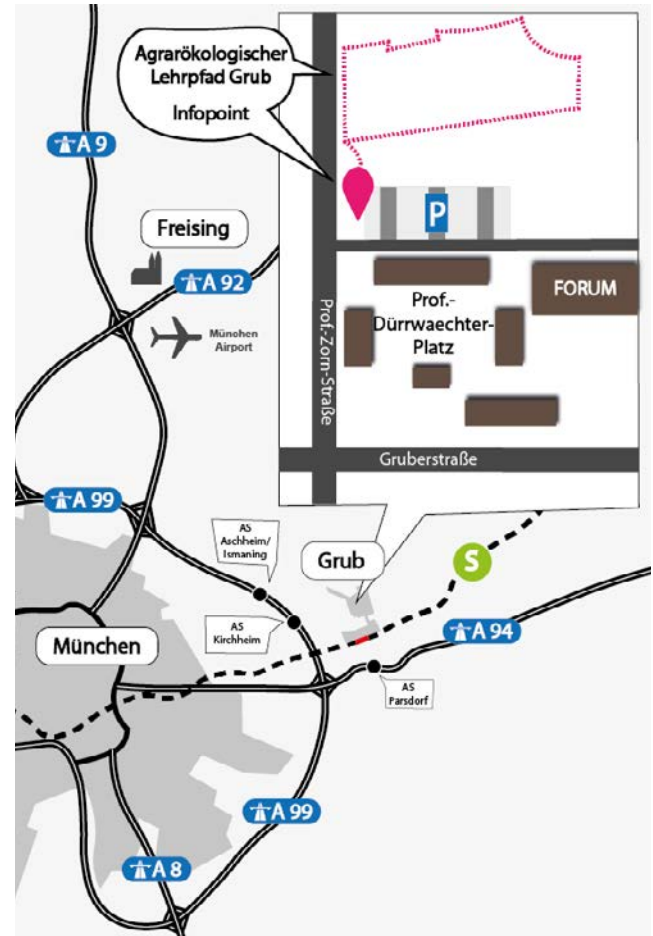 Agrarökologischer
Lehrpfad Grub
Infopoint
P
FORUM
Prof.-
Dürrwaechter-
Platz
Prof.-Zorn-Straße
Gruberstraße
A 9
Freising
A 92
München
Airport
A 99
AS
Aschheim/
Ismaning
Grub
S
AS
Kirchheim
München
A 94
AS
Parsdorf
A 99
A 8